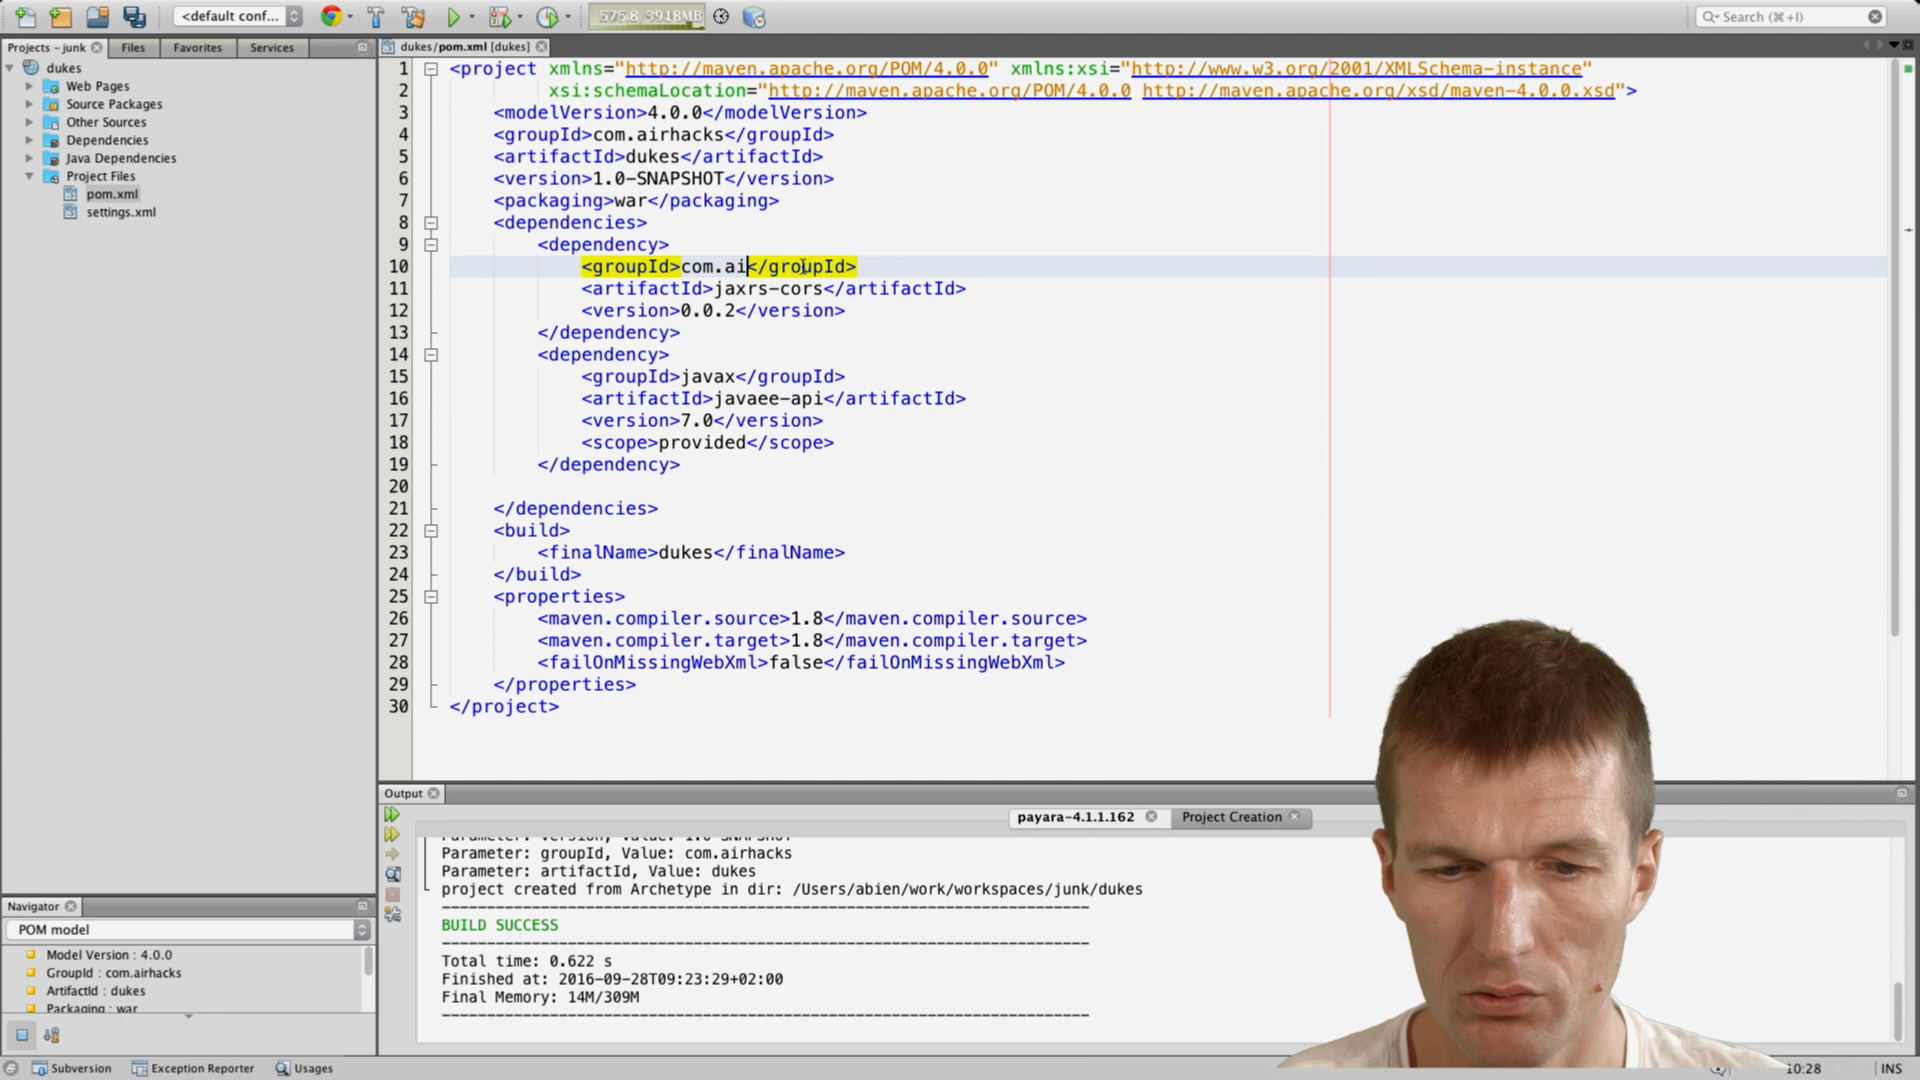 <default conf...
575.8/3918MB
Search (⌘+I)
Projects – junk
Files
Favorites
Services
dukes
Web Pages
Source Packages
Other Sources
Dependencies
Java Dependencies
Project Files
pom.xml
settings.xml
dukes/pom.xml [dukes]
1 <project xmlns="http://maven.apache.org/POM/4.0.0" xmlns:xsi="http://www.w3.org/2001/XMLSchema-instance"
2 xsi:schemaLocation="http://maven.apache.org/POM/4.0.0 http://maven.apache.org/xsd/maven-4.0.0.xsd">
3 <modelVersion>4.0.0</modelVersion>
4 <groupId>com.airhacks</groupId>
5 <artifactId>dukes</artifactId>
6 <version>1.0-SNAPSHOT</version>
7 <packaging>war</packaging>
8 <dependencies>
9 <dependency>
10 <groupId>com.ai</groupId>
11 <artifactId>jaxrs-cors</artifactId>
12 <version>0.0.2</version>
13 </dependency>
14 <dependency>
15 <groupId>javax</groupId>
16 <artifactId>javaee-api</artifactId>
17 <version>7.0</version>
18 <scope>provided</scope>
19 </dependency>
20
21 </dependencies>
22 <build>
23 <finalName>dukes</finalName>
24 </build>
25 <properties>
26 <maven.compiler.source>1.8</maven.compiler.source>
27 <maven.compiler.target>1.8</maven.compiler.target>
28 <failOnMissingWebXml>false</failOnMissingWebXml>
29 </properties>
30 </project>
Output
payara-4.1.1.162
Project Creation
Parameter: version, Value: 1.0-SNAPSHOT
Parameter: groupId, Value: com.airhacks
Parameter: artifactId, Value: dukes
project created from Archetype in dir: /Users/abien/work/workspaces/junk/dukes
------------------------------------------------------------------------
BUILD SUCCESS
------------------------------------------------------------------------
Total time: 0.622 s
Finished at: 2016-09-28T09:23:29+02:00
Final Memory: 14M/309M
------------------------------------------------------------------------
Navigator
POM model
Model Version : 4.0.0
GroupId : com.airhacks
ArtifactId : dukes
Packaging : war
Subversion
Exception Reporter
Usages
10:28
INS